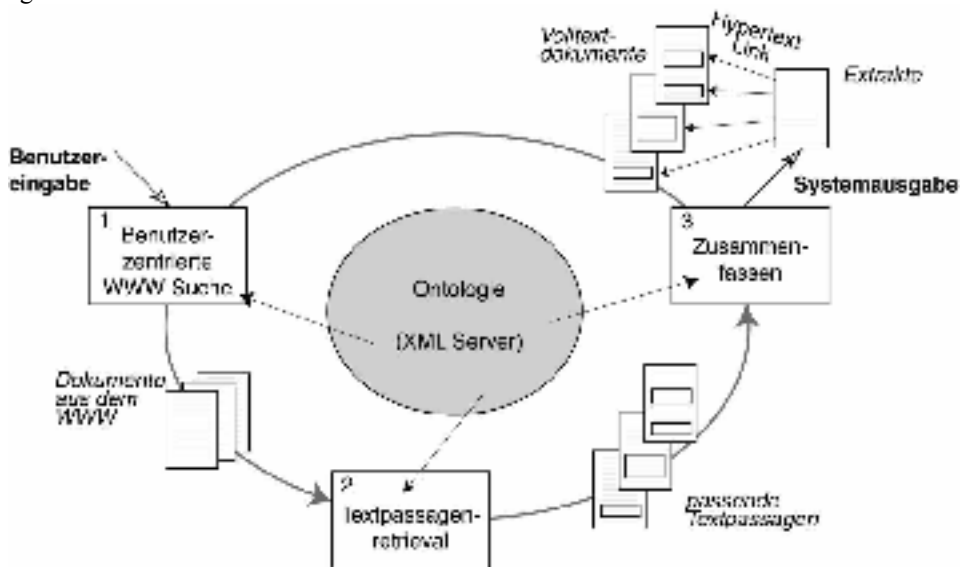 Volltext-
dokumente
Hypertext
Link
Extrakte
Benutzer-
eingabe
Systemausgabe
1
Benutzer-
zentrierte
WWW Suche
3
Zusammen-
fassen
Ontologie
(XML Server)
Dokumente
aus dem
WWW
2
Textpassagen-
retrieval
passende
Textpassagen